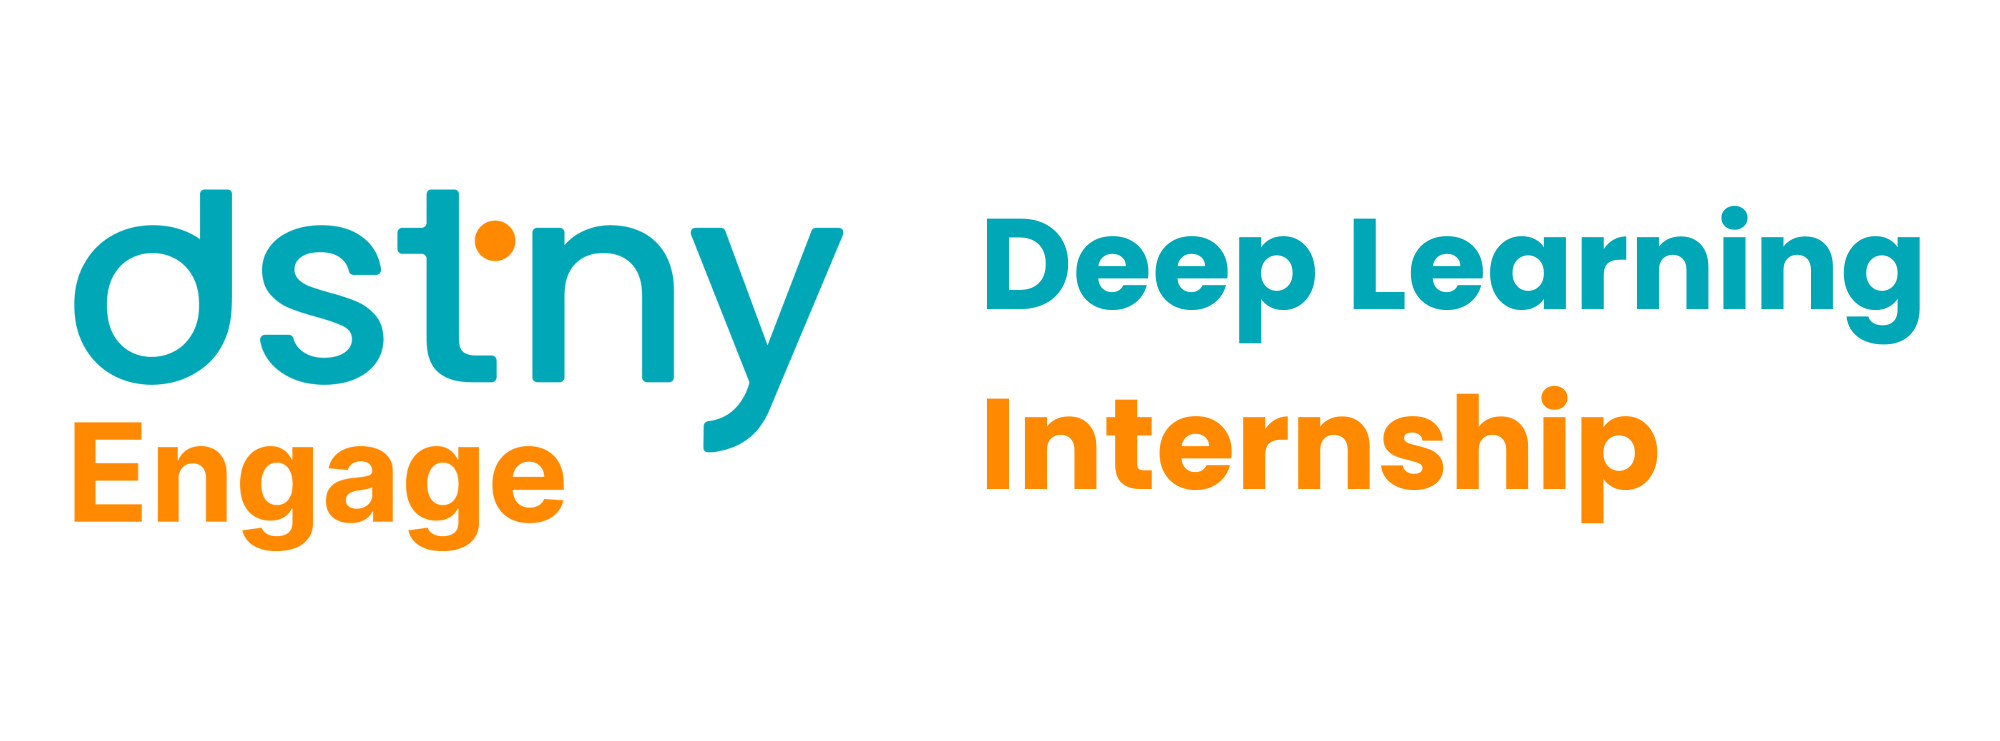 dstny
Engage
Deep Learning
Internship